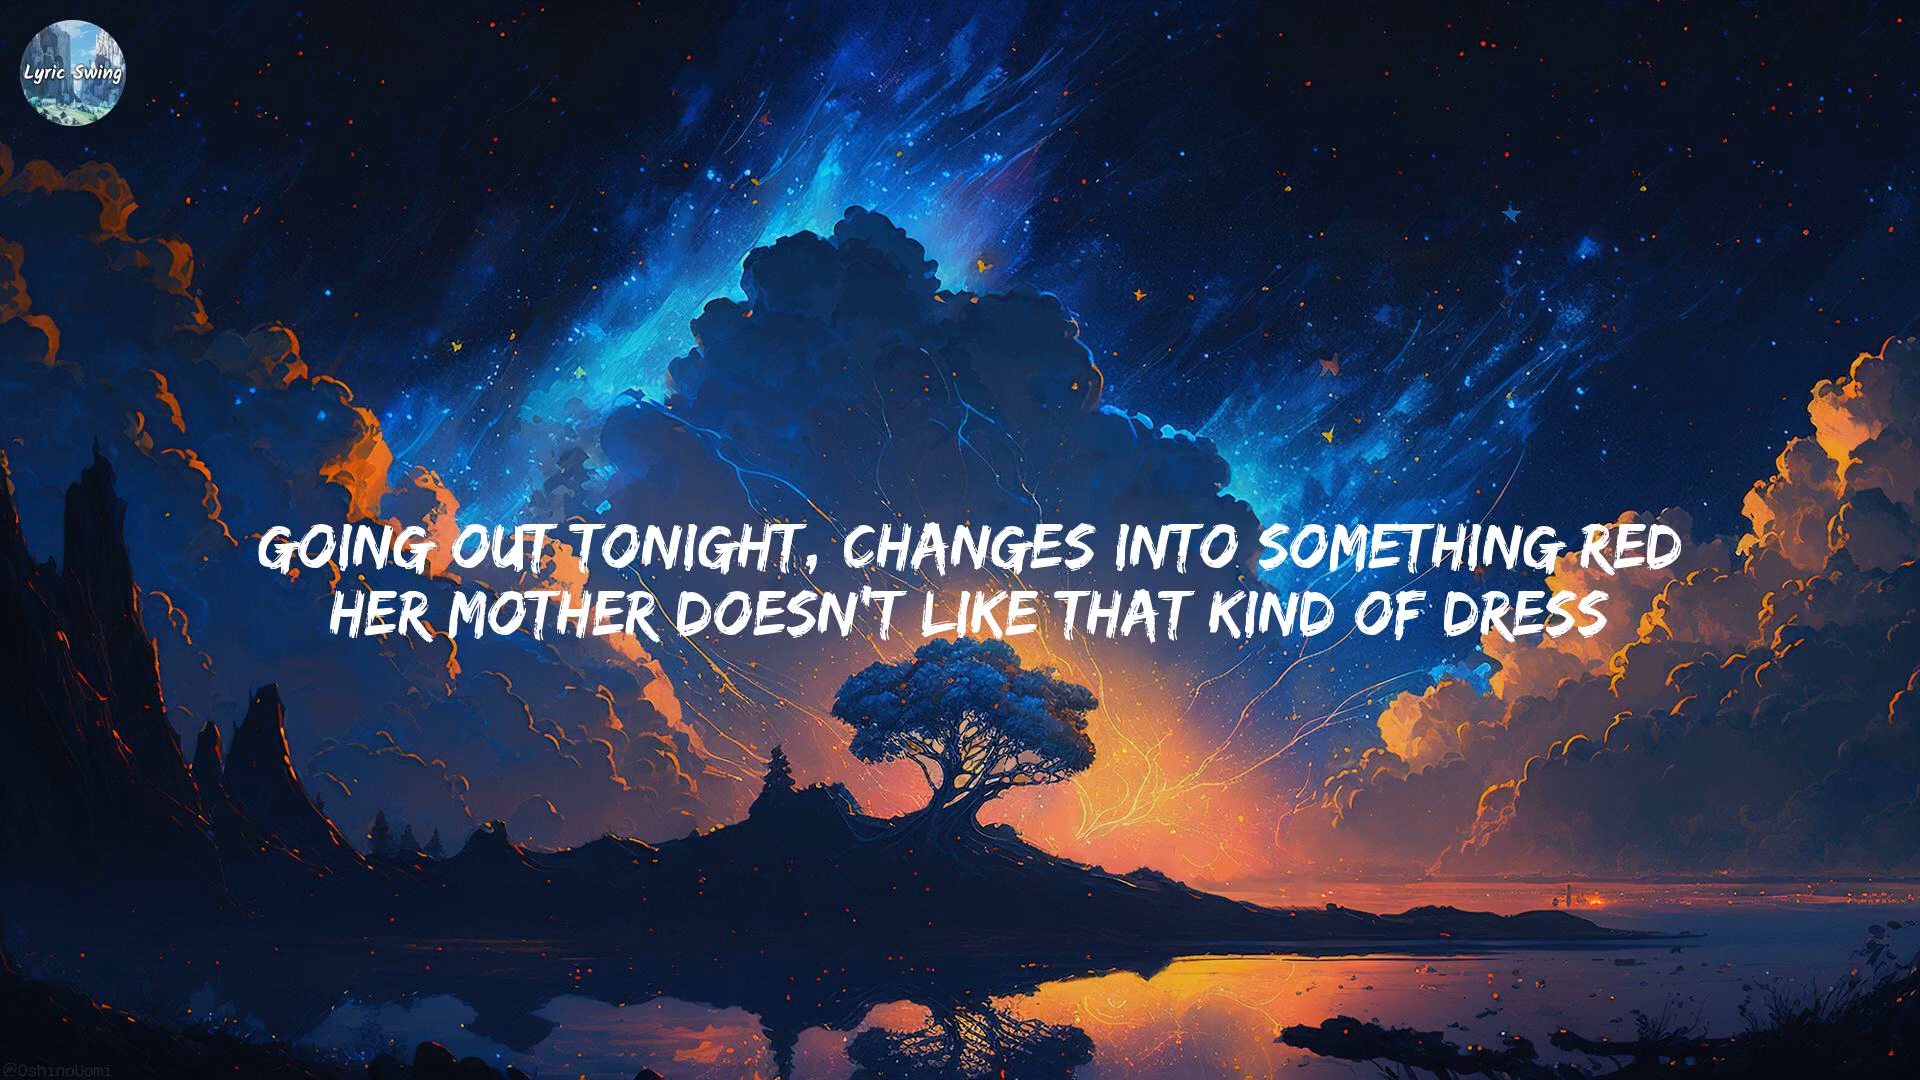 Lyric Swing
GOING OUT TONIGHT, CHANGES INTO SOMETHING RED
HER MOTHER DOESN'T LIKE THAT KIND OF DRESS
@OshinoUomi